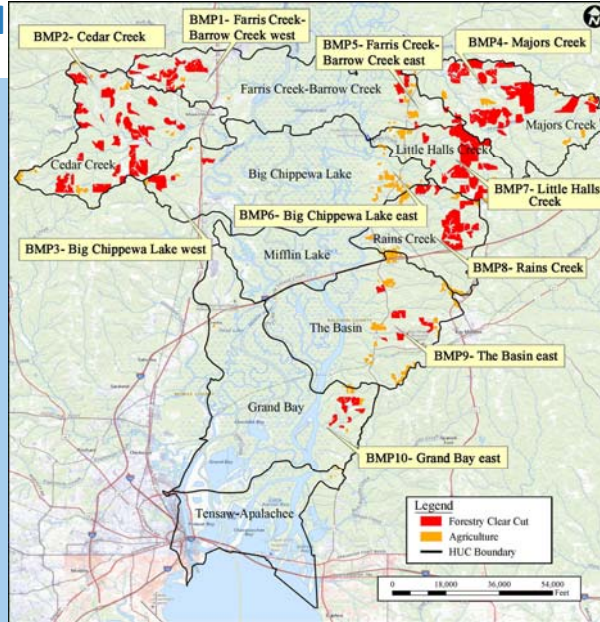 N
BMP1- Farris Creek-
Barrow Creek west
BMP2- Cedar Creek
BMP5- Farris Creek-
Barrow Creek east
BMP4- Majors Creek
Farris Creek-Barrow Creek
Majors Creek
Little Halls Creek
Cedar Creek
Big Chippewa Lake
BMP7- Little Halls
Creek
BMP6- Big Chippewa Lake east
Rains Creek
BMP3- Big Chippewa Lake west
Mifflin Lake
BMP8- Rains Creek
The Basin
BMP9- The Basin east
Grand Bay
BMP10- Grand Bay east
Tensaw-Apalachee
Legend
Forestry Clear Cut
Agriculture
HUC Boundary
0 18,000 36,000 54,000
Feet